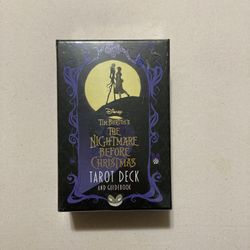 Disney
Tim Burton's
THE
NIGHTMARE
BEFORE
CHRISTMAS
TAROT DECK
AND GUIDEBOOK